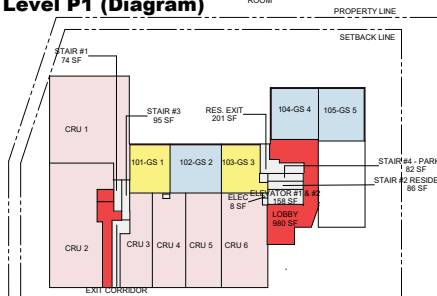 ROOM
Level P1 (Diagram)
PROPERTY LINE
SETBACK LINE
STAIR #1
74 SF
STAIR #3
95 SF
RES. EXIT
201 SF
104-GS 4
105-GS 5
CRU 1
101-GS 1
102-GS 2
103-GS 3
STAIR #4 - PARK
82 SF
STAIR #2 RESIDE
86 SF
ELEC
8 SF
ELEVATOR #1 & #2
158 SF
LOBBY
980 SF
CRU 2
CRU 3
CRU 4
CRU 5
CRU 6
EXIT CORRIDOR